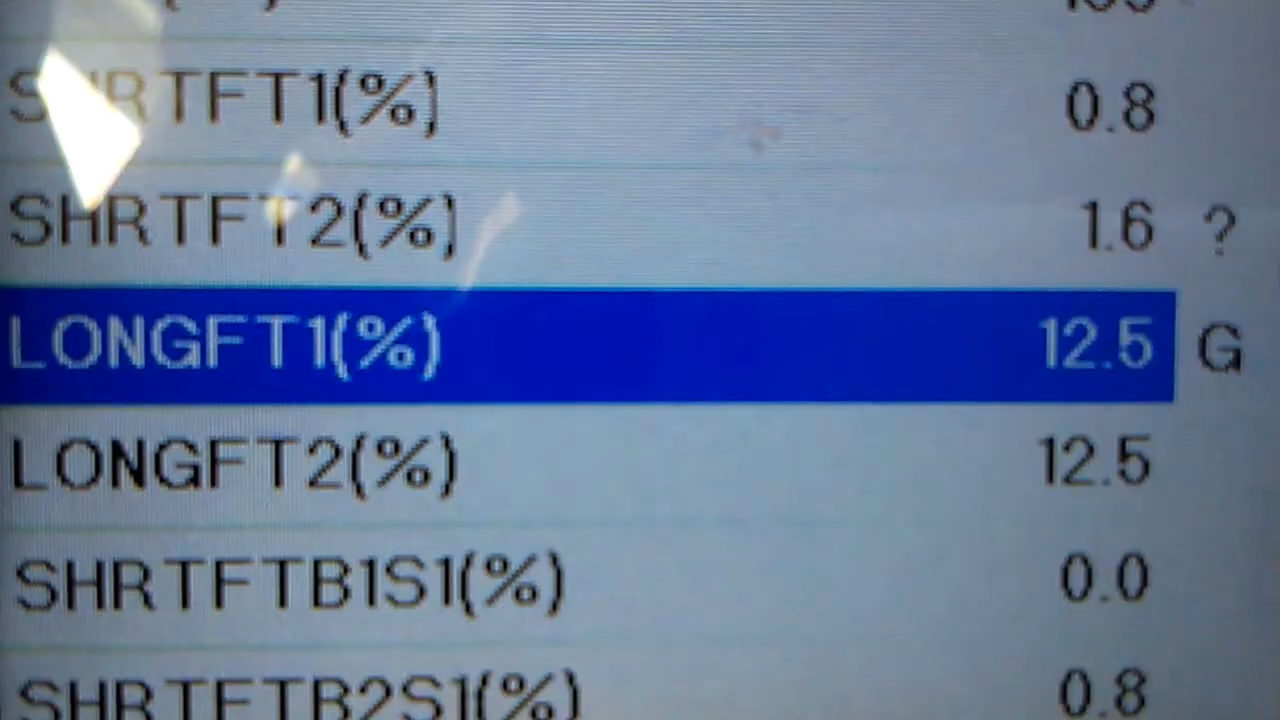 SHRTFT1(%) 0.8
SHRTFT2(%) 1.6 ?
LONGFT1(%) 12.5 G
LONGFT2(%) 12.5
SHRTFTB1S1(%) 0.0
SHRTFTB2S1(%) 0.8